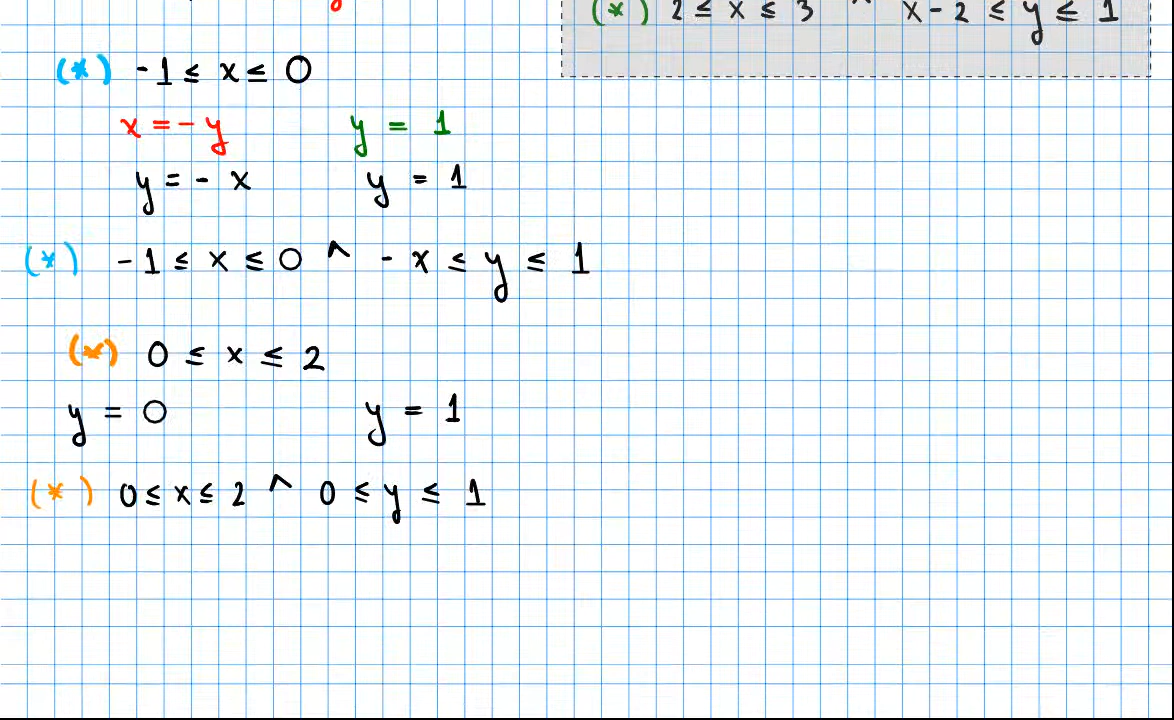 (*) 2 ≤ x ≤ 3 ^ x - 2 ≤ y ≤ 1
(*) -1 ≤ x ≤ 0
x = - y y = 1
y = - x y = 1
(*) -1 ≤ x ≤ 0 ^ - x ≤ y ≤ 1
(*) 0 ≤ x ≤ 2
y = 0 y = 1
(*) 0 ≤ x ≤ 2 ^ 0 ≤ y ≤ 1